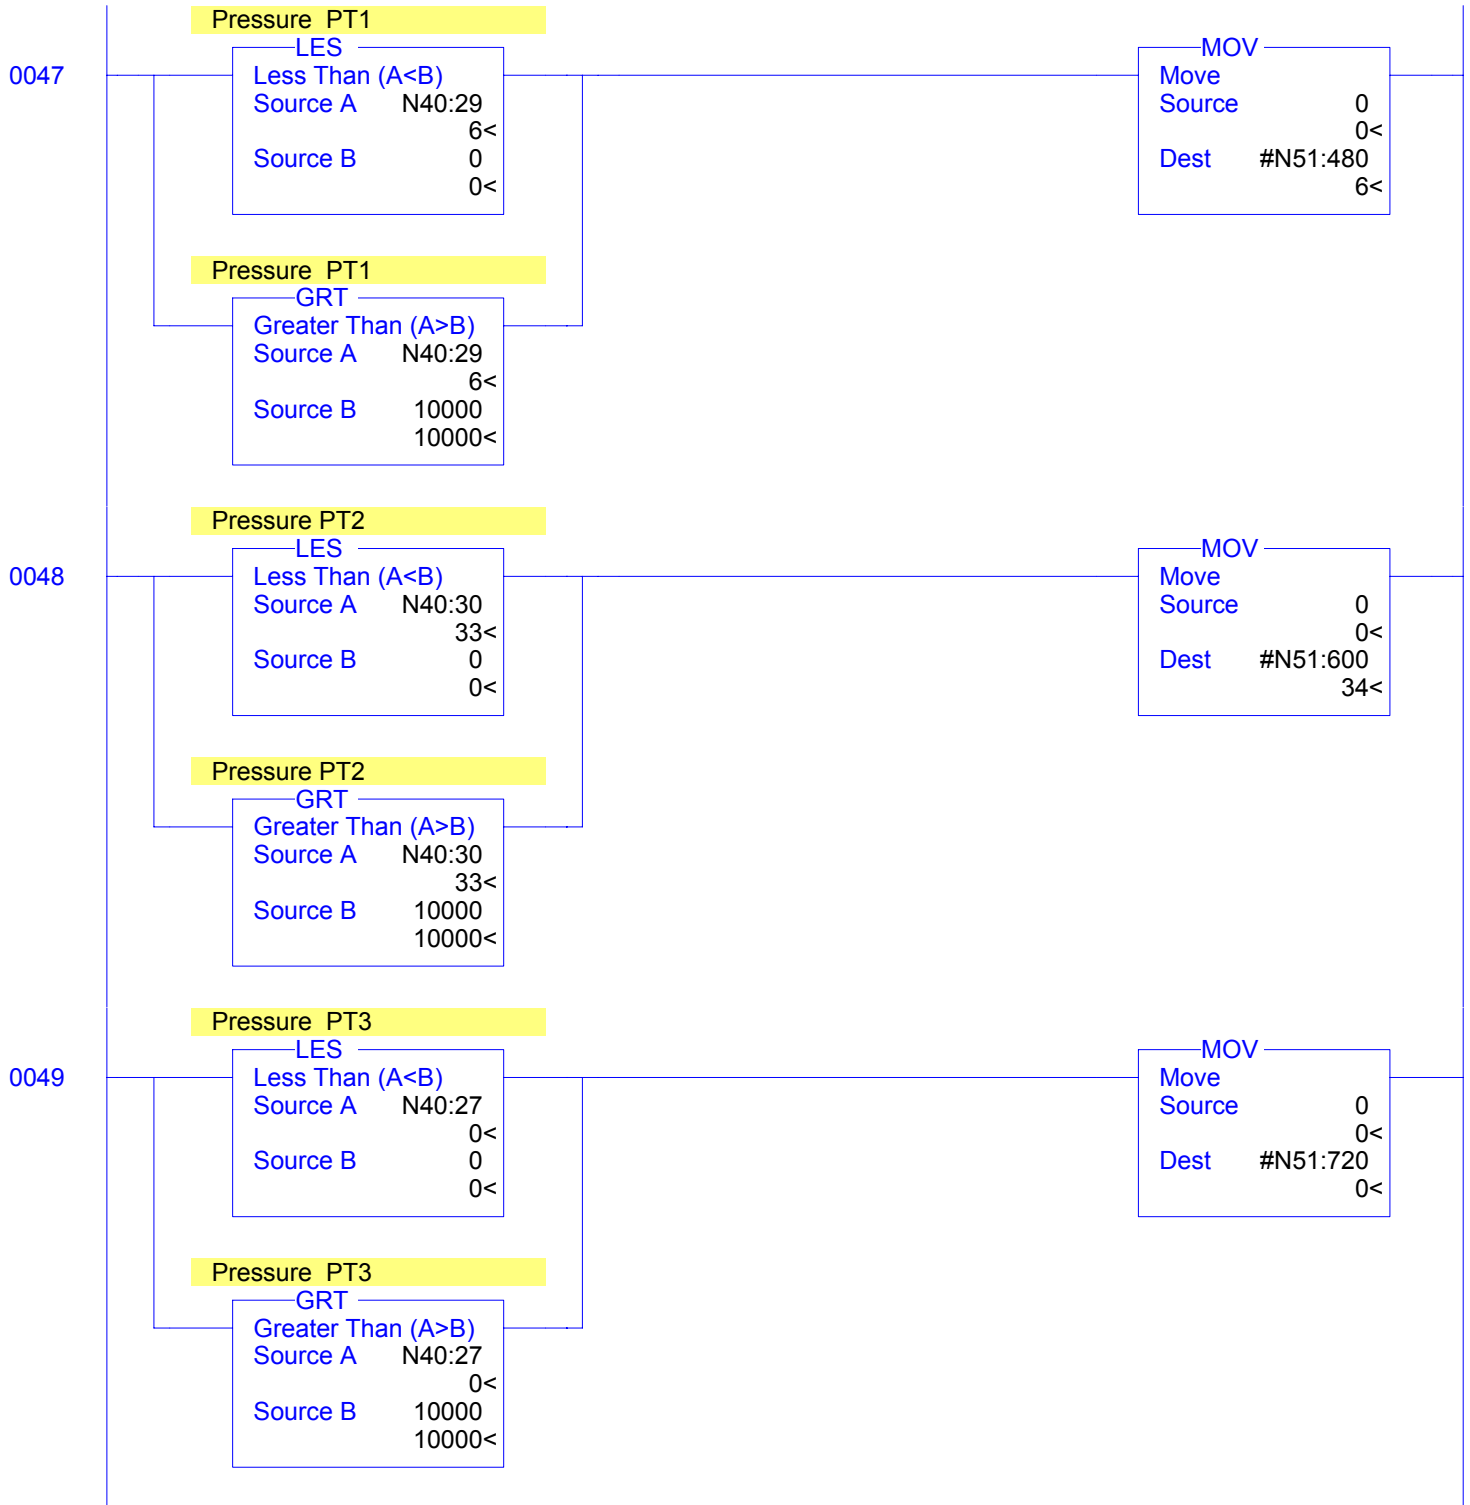 Pressure  PT1
LES
MOV
0047
Less Than (A<B)
Move
Source A N40:29
Source 0
6<
0<
Source B 0
Dest #N51:480
0<
6<
Pressure  PT1
GRT
Greater Than (A>B)
Source A N40:29
6<
Source B 10000
10000<
Pressure PT2
LES
MOV
0048
Less Than (A<B)
Move
Source A N40:30
Source 0
33<
0<
Source B 0
Dest #N51:600
0<
34<
Pressure PT2
GRT
Greater Than (A>B)
Source A N40:30
33<
Source B 10000
10000<
Pressure  PT3
LES
MOV
0049
Less Than (A<B)
Move
Source A N40:27
Source 0
0<
0<
Source B 0
Dest #N51:720
0<
0<
Pressure  PT3
GRT
Greater Than (A>B)
Source A N40:27
0<
Source B 10000
10000<